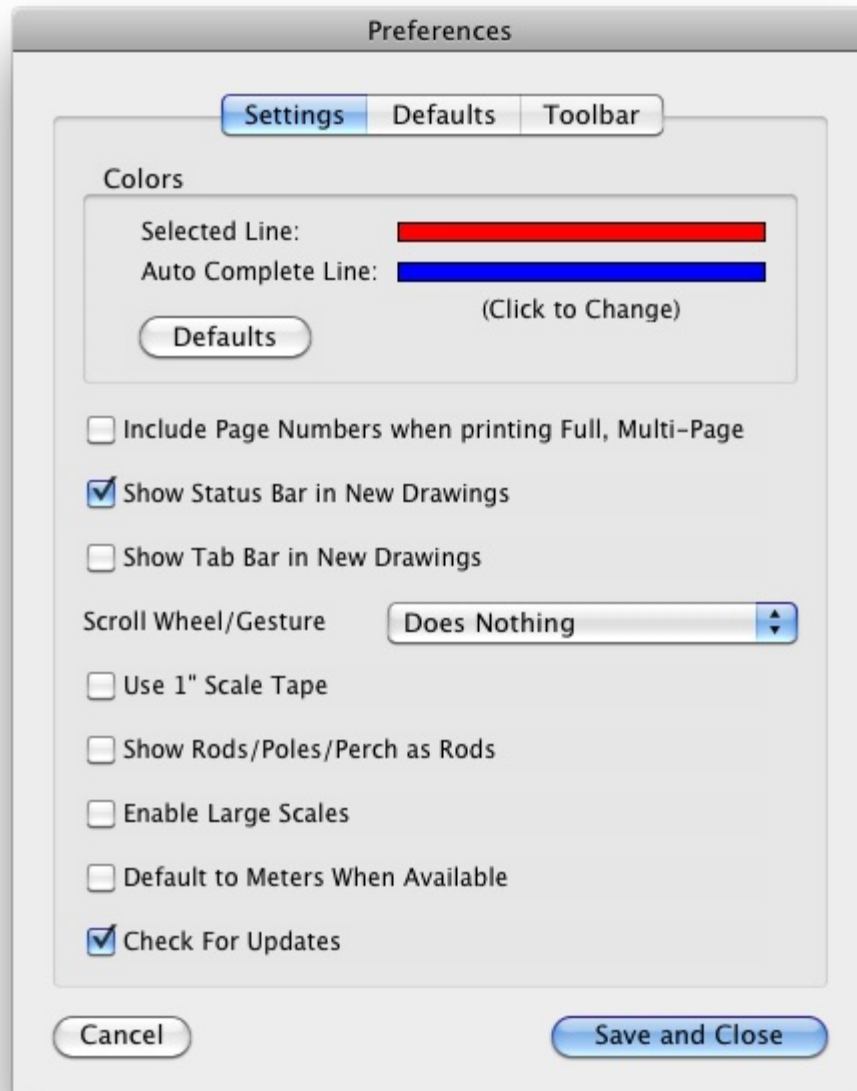 Preferences
Settings Defaults Toolbar
Colors
Selected Line:
Auto Complete Line:
(Click to Change)
Defaults
Include Page Numbers when printing Full, Multi-Page
Show Status Bar in New Drawings
Show Tab Bar in New Drawings
Scroll Wheel/Gesture Does Nothing
Use 1" Scale Tape
Show Rods/Poles/Perch as Rods
Enable Large Scales
Default to Meters When Available
Check For Updates
Cancel Save and Close